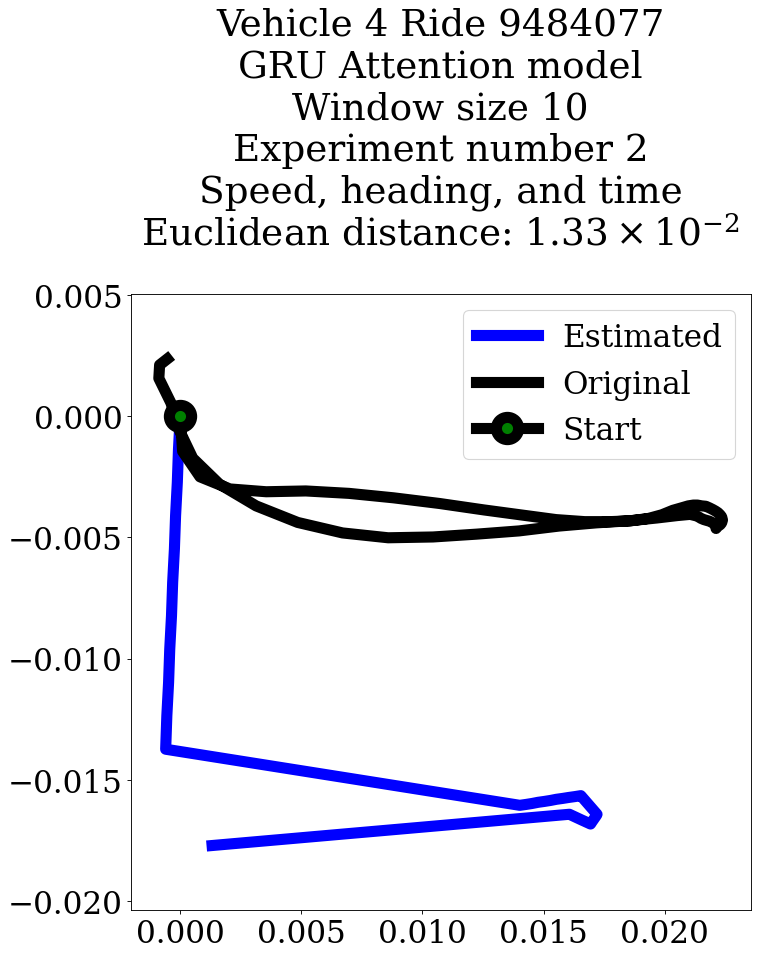 Vehicle 4 Ride 9484077
GRU Attention model
Window size 10
Experiment number 2
Speed, heading, and time
Euclidean distance: 1.33 × 10⁻²
Estimated
Original
Start
0.005
0.000
−0.005
−0.010
−0.015
−0.020
0.000 0.005 0.010 0.015 0.020